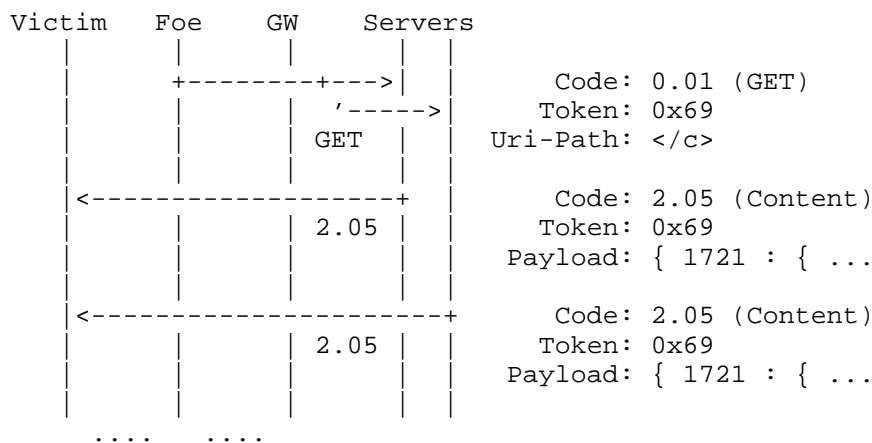 Victim Foe GW Servers
Code: 0.01 (GET)
Token: 0x69
GET Uri-Path: </c>
Code: 2.05 (Content)
2.05 Token: 0x69
Payload: { 1721 : { ...
Code: 2.05 (Content)
2.05 Token: 0x69
Payload: { 1721 : { ...
.... ....